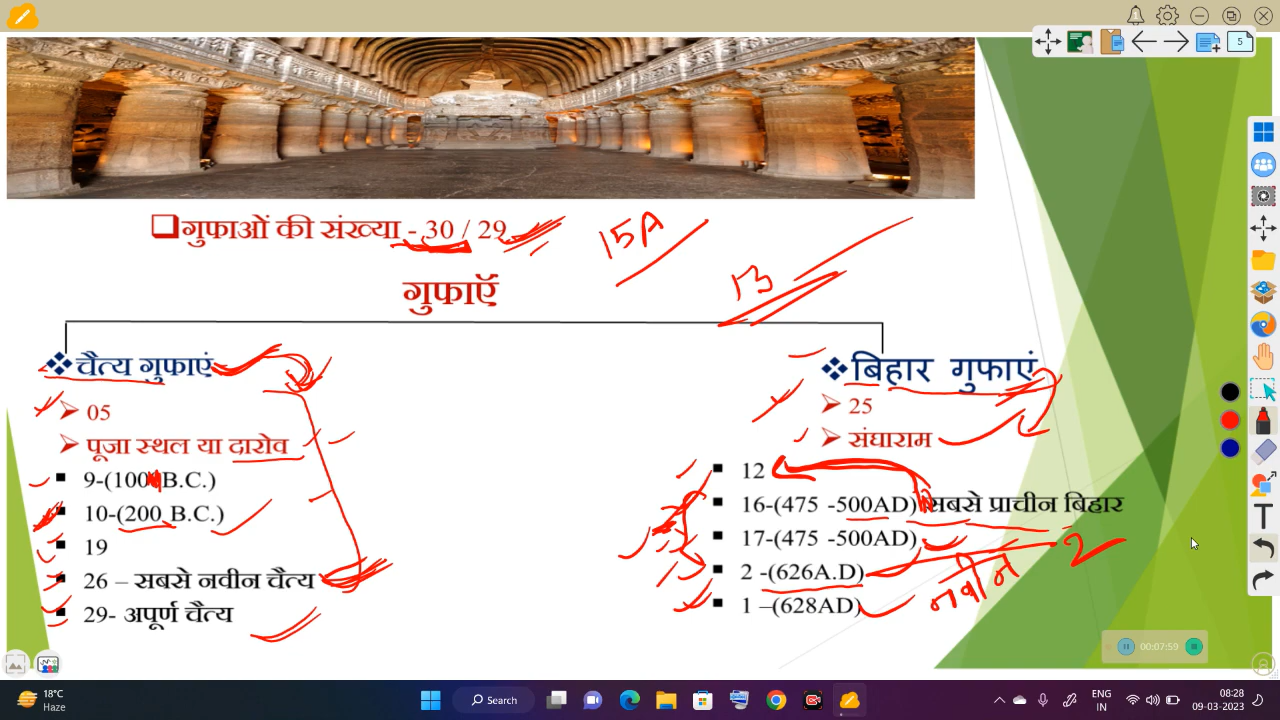 5
❑गुफाओं की संख्या - 30 / 29
15A
गुफाएॅं
13
❖चैत्य गुफाएं
➢ 05
➢ पूजा स्थल या दारोव
▪ 9-(100 B.C.)
▪ 10-(200 B.C.)
▪ 19
▪ 26 – सबसे नवीन चैत्य
▪ 29- अपूर्ण चैत्य
❖बिहार गुफाएं
➢ 25
➢ संघाराम
▪ 12
▪ 16-(475 -500AD) सबसे प्राचीन बिहार
▪ 17-(475 -500AD)
▪ 2 -(626A.D)
▪ 1 –(628AD)
2
नवीन
00:07:59
18°C
Haze
Search
ENG
IN
08:28
09-03-2023